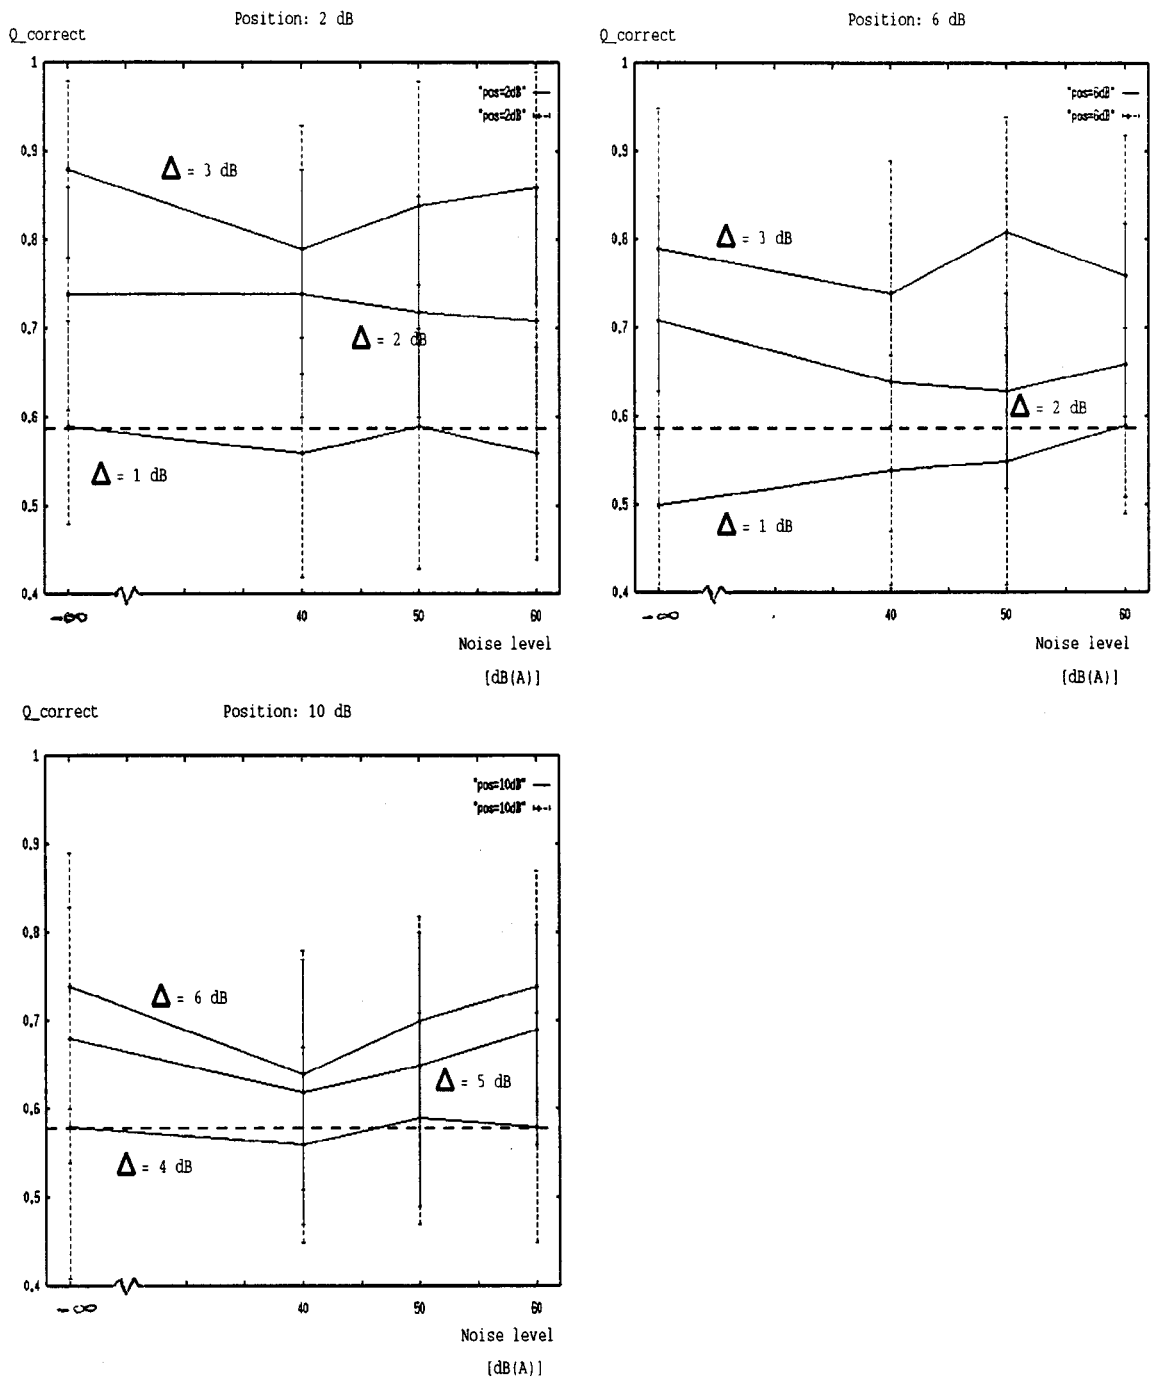 Position: 2 dB
Q_correct
1
0.9
0.8
0.7
0.6
0.5
0.4
"pos=2dB"
"pos=2dB"
Δ = 3 dB
Δ = 2 dB
Δ = 1 dB
-∞
40
50
60
Noise level
[dB(A)]
Position: 6 dB
Q_correct
1
0.9
0.8
0.7
0.6
0.5
0.4
"pos=6dB"
"pos=6dB"
Δ = 3 dB
Δ = 2 dB
Δ = 1 dB
-∞
40
50
60
Noise level
[dB(A)]
Q_correct
Position: 10 dB
1
0.9
0.8
0.7
0.6
0.5
0.4
"pos=10dB"
"pos=10dB"
Δ = 6 dB
Δ = 5 dB
Δ = 4 dB
-∞
40
50
60
Noise level
[dB(A)]